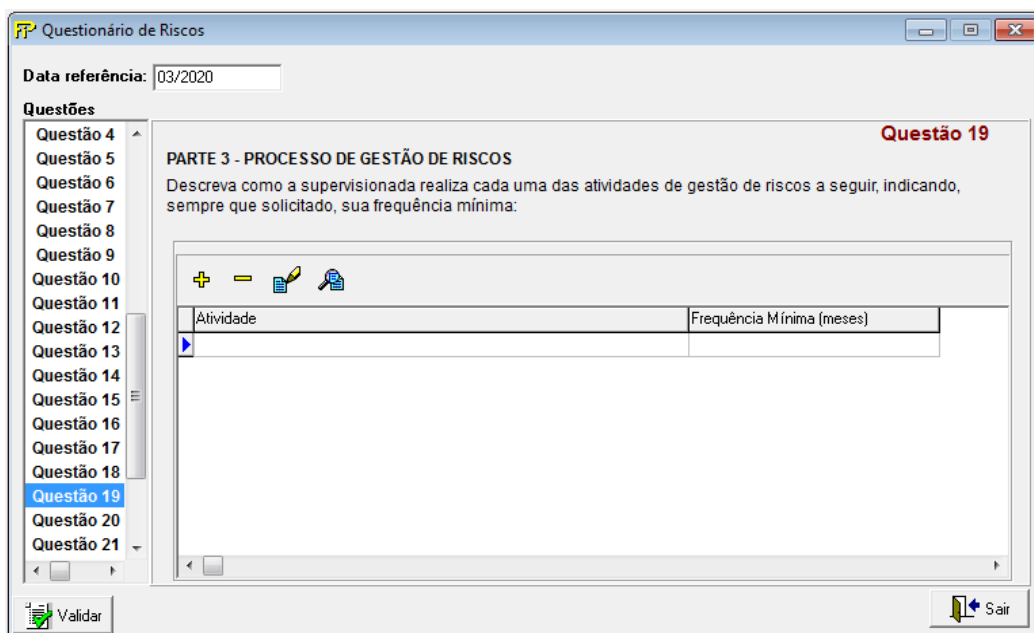 Questionário de Riscos
Data referência: 03/2020
Questões
Questão 4
Questão 5
Questão 6
Questão 7
Questão 8
Questão 9
Questão 10
Questão 11
Questão 12
Questão 13
Questão 14
Questão 15
Questão 16
Questão 17
Questão 18
Questão 19
Questão 20
Questão 21
Questão 19
PARTE 3 - PROCESSO DE GESTÃO DE RISCOS
Descreva como a supervisionada realiza cada uma das atividades de gestão de riscos a seguir, indicando,
sempre que solicitado, sua frequência mínima:
Atividade Frequência Mínima (meses)
Validar
Sair